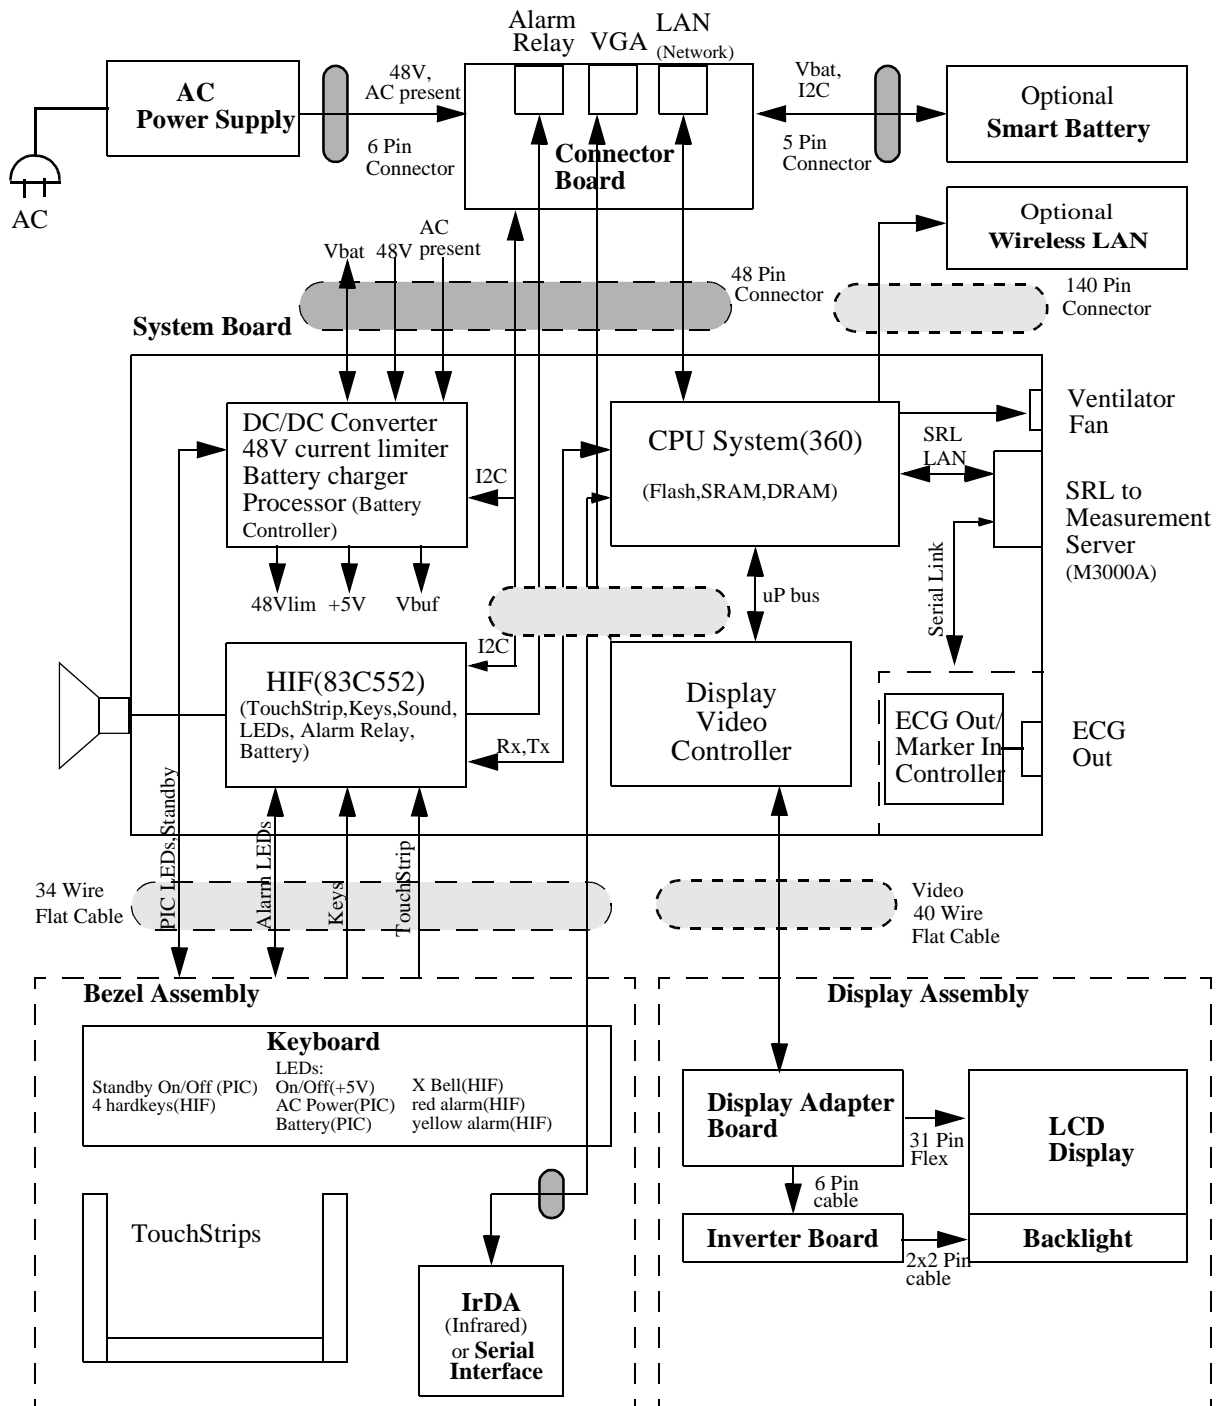 Alarm
Relay
VGA
LAN
(Network)
AC
Power Supply
48V,
AC present
6 Pin
Connector
Connector
Board
Vbat,
I2C
5 Pin
Connector
Optional
Smart Battery
AC
Optional
Wireless LAN
Vbat
48V
AC
present
48 Pin
Connector
140 Pin
Connector
System Board
DC/DC Converter
48V current limiter
Battery charger
Processor (Battery
Controller)
I2C
CPU System(360)
(Flash,SRAM,DRAM)
SRL
LAN
Ventilator
Fan
SRL to
Measurement
Server
(M3000A)
Serial Link
48Vlim
+5V
Vbuf
uP bus
I2C
HIF(83C552)
(TouchStrip,Keys,Sound,
LEDs, Alarm Relay,
Battery)
Rx,Tx
Display
Video
Controller
ECG Out/
Marker In
Controller
ECG
Out
PIC LEDs,Standby
Alarm LEDs
Keys
TouchStrip
34 Wire
Flat Cable
Video
40 Wire
Flat Cable
Bezel Assembly
Keyboard
Standby On/Off (PIC)
4 hardkeys(HIF)
LEDs:
On/Off(+5V)
AC Power(PIC)
Battery(PIC)
X Bell(HIF)
red alarm(HIF)
yellow alarm(HIF)
TouchStrips
IrDA
(Infrared)
or Serial
Interface
Display Assembly
Display Adapter
Board
31 Pin
Flex
LCD
Display
6 Pin
cable
Inverter Board
2x2 Pin
cable
Backlight